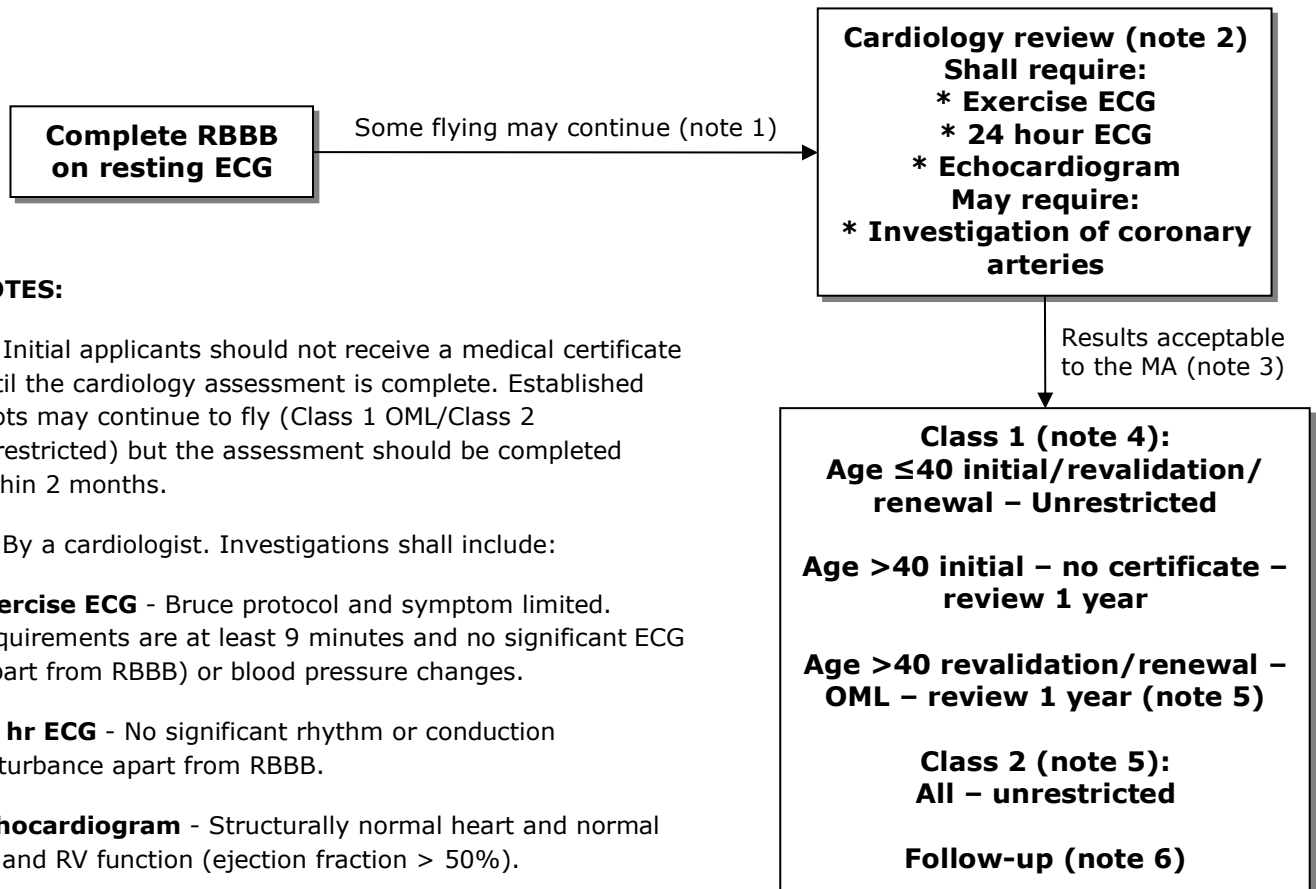 Complete RBBB
on resting ECG
Some flying may continue (note 1)
Cardiology review (note 2)
Shall require:
* Exercise ECG
* 24 hour ECG
* Echocardiogram
May require:
* Investigation of coronary
arteries
Results acceptable
to the MA (note 3)
Class 1 (note 4):
Age ≤40 initial/revalidation/
renewal – Unrestricted
Age >40 initial – no certificate –
review 1 year
Age >40 revalidation/renewal –
OML – review 1 year (note 5)
Class 2 (note 5):
All – unrestricted
Follow-up (note 6)
OTES:
Initial applicants should not receive a medical certificate
til the cardiology assessment is complete. Established
ots may continue to fly (Class 1 OML/Class 2
restricted) but the assessment should be completed
hin 2 months.
By a cardiologist. Investigations shall include:
ercise ECG - Bruce protocol and symptom limited.
quirements are at least 9 minutes and no significant ECG
part from RBBB) or blood pressure changes.
hr ECG - No significant rhythm or conduction
turbance apart from RBBB.
hocardiogram - Structurally normal heart and normal
and RV function (ejection fraction > 50%).